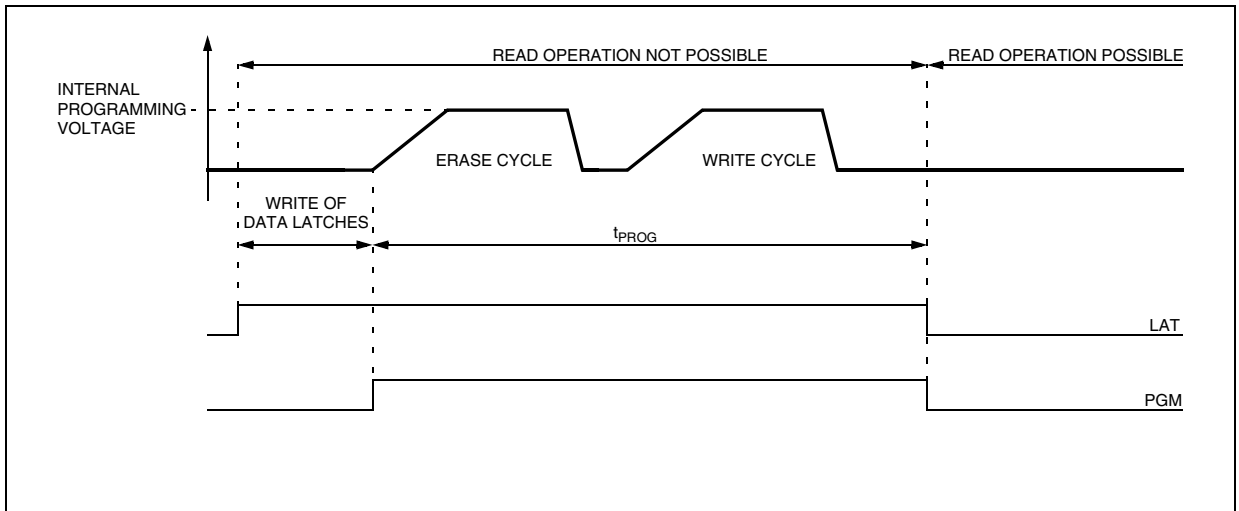 READ OPERATION NOT POSSIBLE
READ OPERATION POSSIBLE
INTERNAL
PROGRAMMING
VOLTAGE
ERASE CYCLE
WRITE CYCLE
WRITE OF
DATA LATCHES
tPROG
LAT
PGM